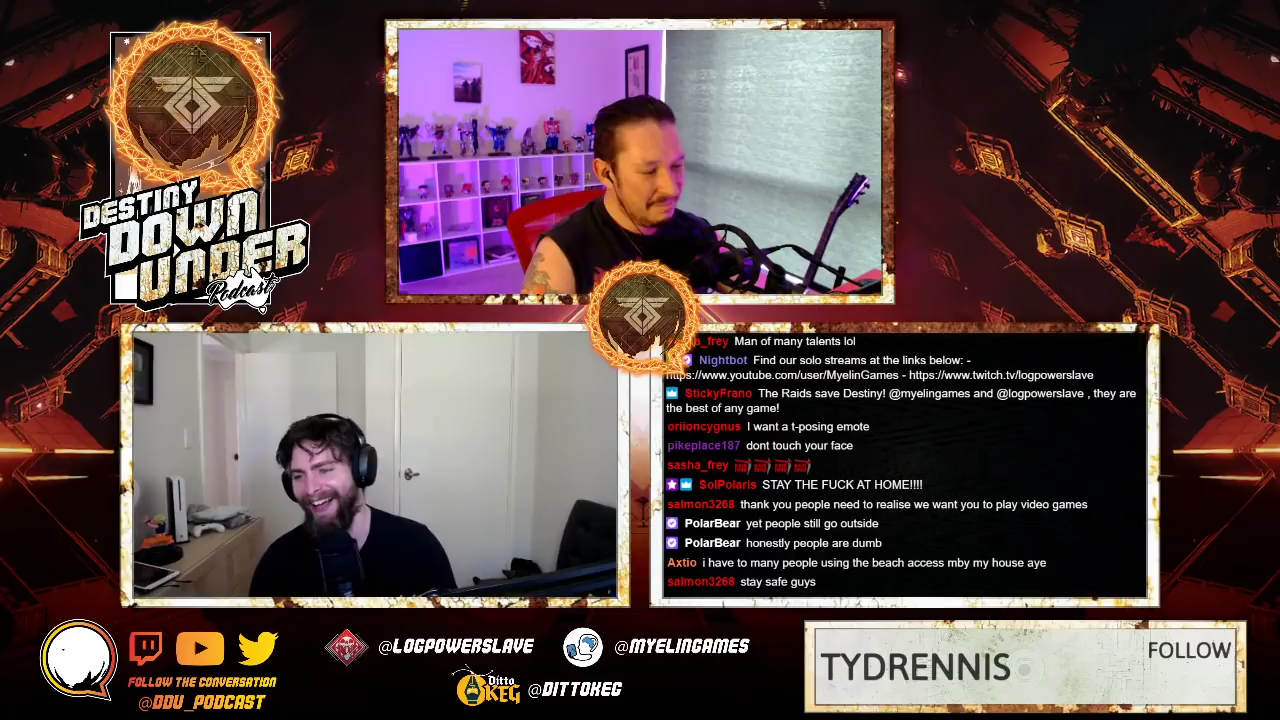 DESTINY
DOWN
UNDER
Podcast
a_frey Man of many talents lol
Nightbot Find our solo streams at the links below: -
https://www.youtube.com/user/MyelinGames - https://www.twitch.tv/logpowerslave
StickyFrano The Raids save Destiny! @myelingames and @logpowerslave , they are
the best of any game!
oriioncygnus I want a t-posing emote
pikeplace187 dont touch your face
sasha_frey
SolPolaris STAY THE FUCK AT HOME!!!!
salmon3268 thank you people need to realise we want you to play video games
PolarBear yet people still go outside
PolarBear honestly people are dumb
Axtio i have to many people using the beach access mby my house aye
salmon3268 stay safe guys
FOLLOW THE CONVERSATION
@DDU_PODCAST
@LOGPOWERSLAVE
@MYELINGAMES
Ditto
KEG
@DITTOKEG
TYDRENNIS
FOLLOW